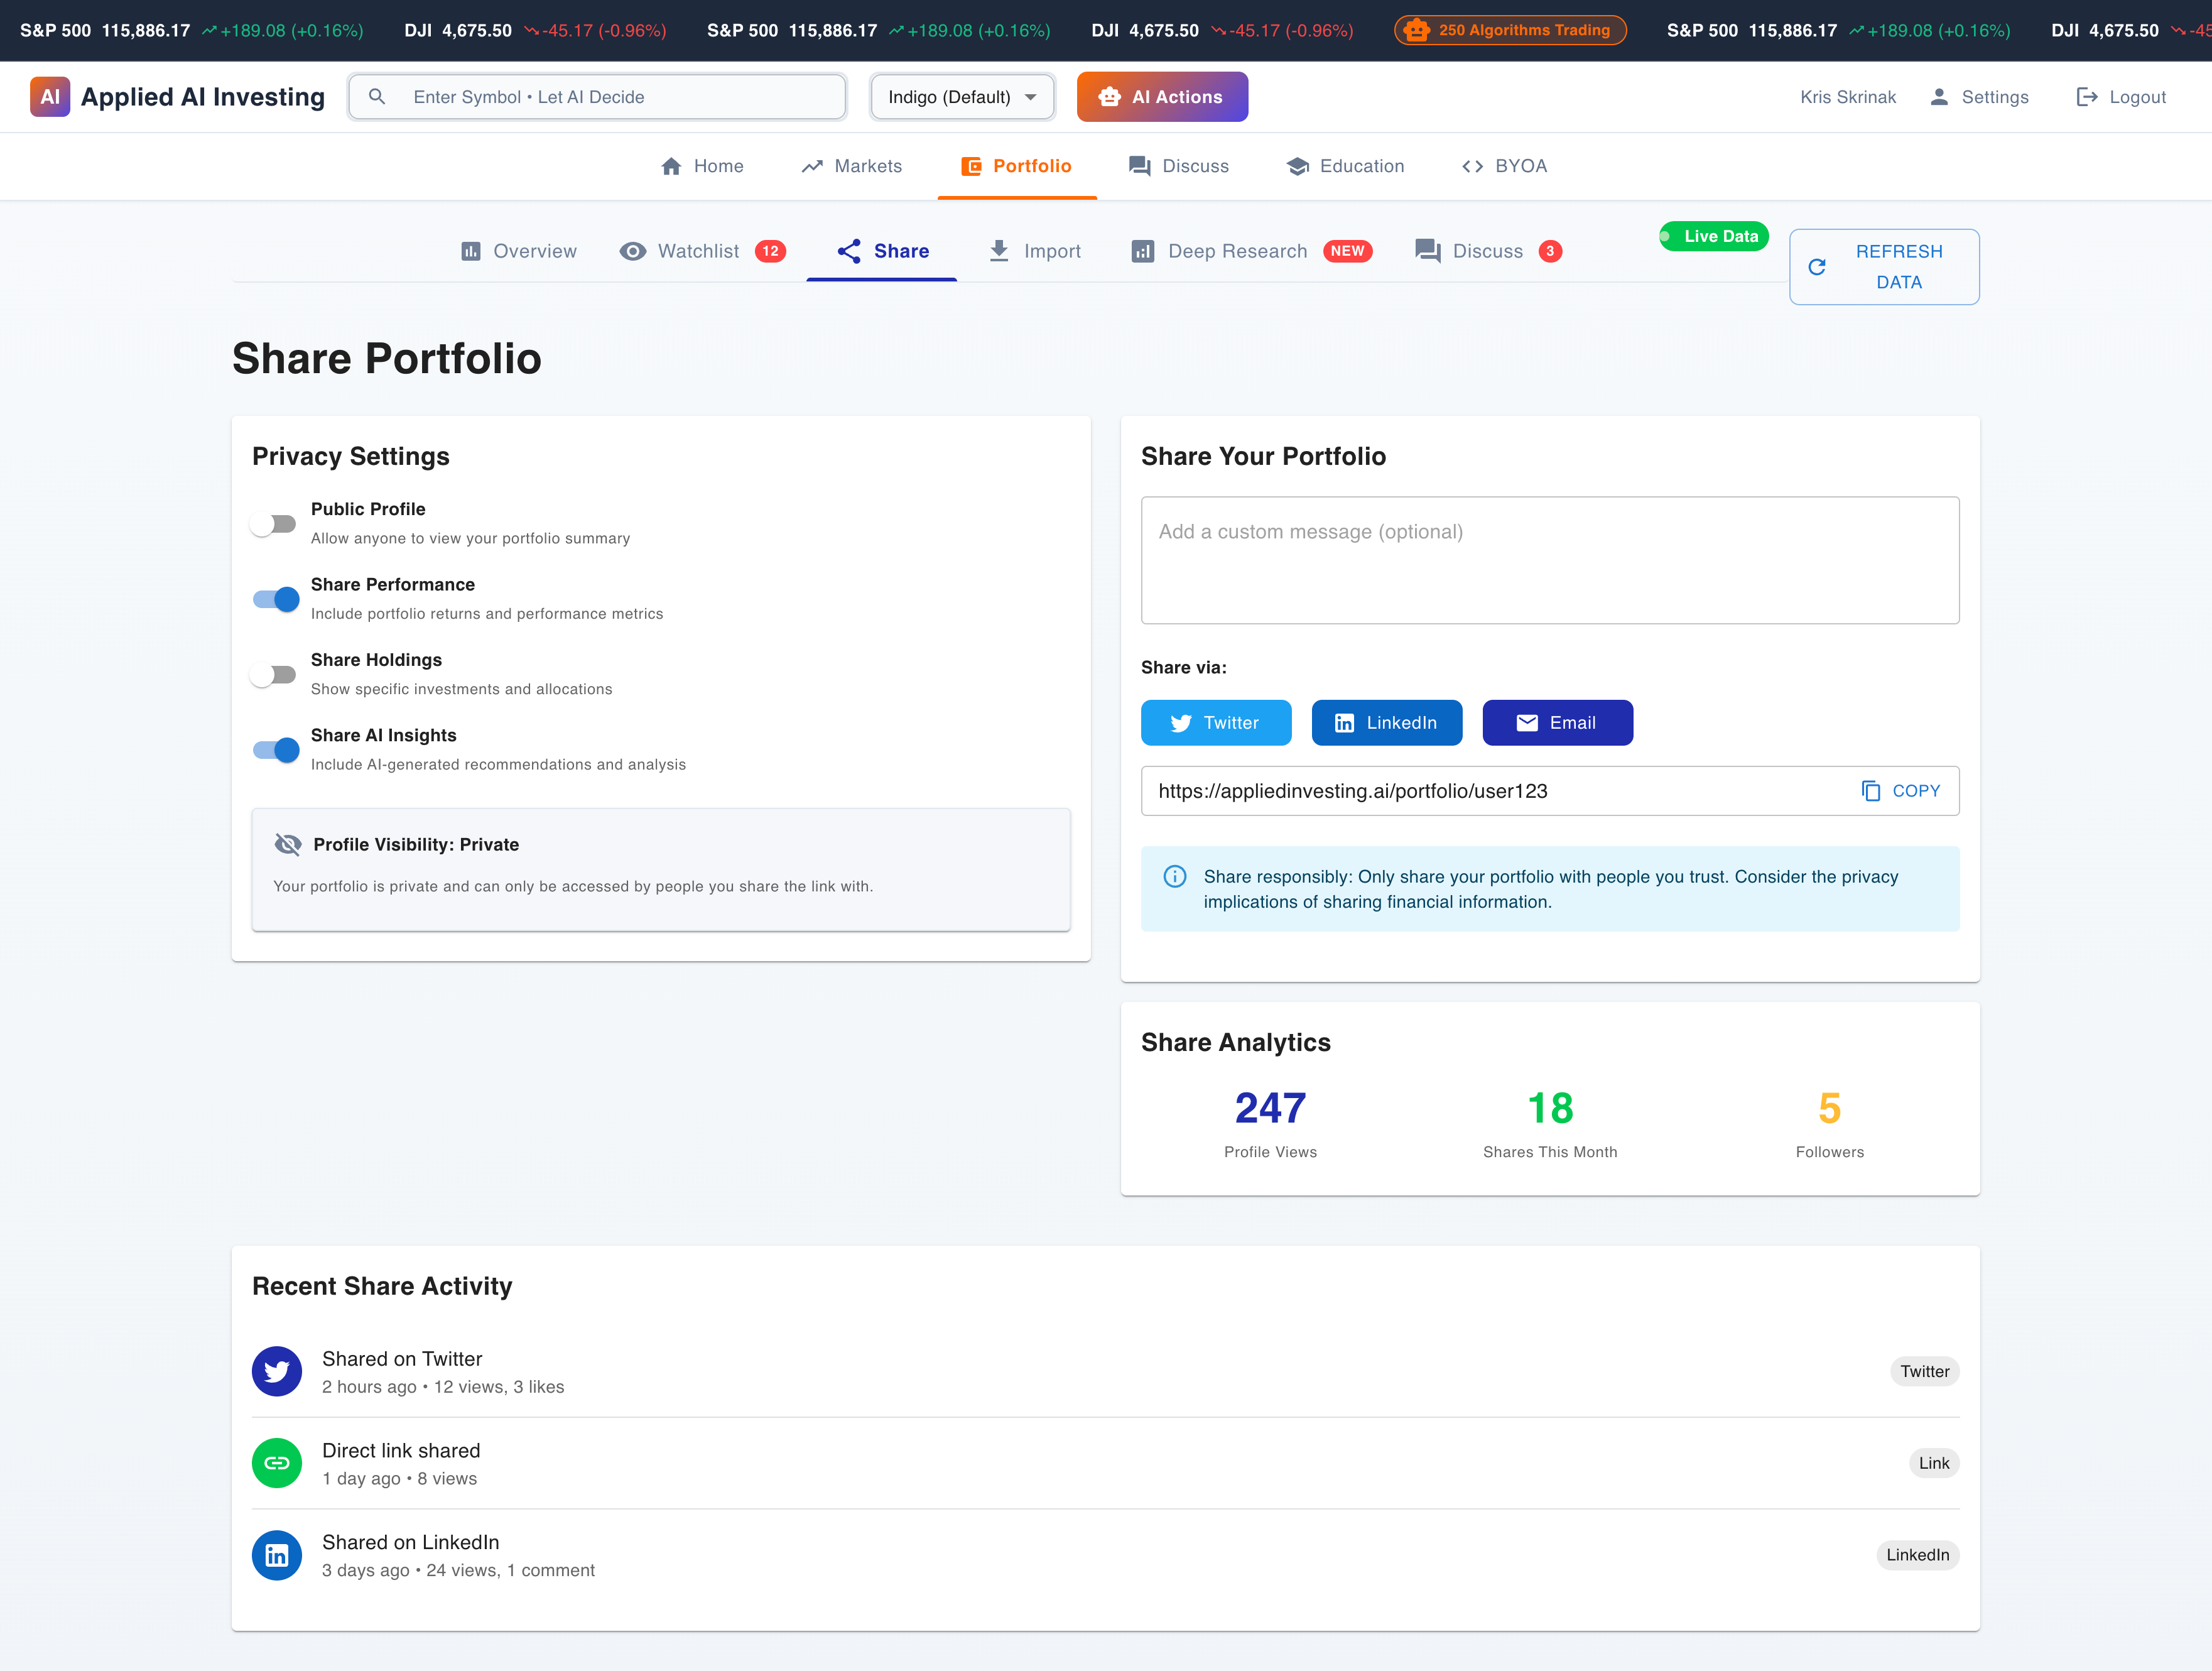 S&P 500 115,886.17 +189.08 (+0.16%) DJI 4,675.50 -45.17 (-0.96%) S&P 500 115,886.17 +189.08 (+0.16%) DJI 4,675.50 -45.17 (-0.96%) 250 Algorithms Trading S&P 500 115,886.17 +189.08 (+0.16%) DJI 4,675.50 -45
AI Applied AI Investing Enter Symbol • Let AI Decide Indigo (Default) AI Actions Kris Skrinak Settings Logout
Home Markets Portfolio Discuss Education BYOA
Overview Watchlist 12 Share Import Deep Research NEW Discuss 3 Live Data
REFRESH
DATA
Share Portfolio
Privacy Settings
Public Profile
Allow anyone to view your portfolio summary
Share Performance
Include portfolio returns and performance metrics
Share Holdings
Show specific investments and allocations
Share AI Insights
Include AI-generated recommendations and analysis
Profile Visibility: Private
Your portfolio is private and can only be accessed by people you share the link with.
Share Your Portfolio
Add a custom message (optional)
Share via:
Twitter LinkedIn Email
https://appliedinvesting.ai/portfolio/user123 COPY
Share responsibly: Only share your portfolio with people you trust. Consider the privacy
implications of sharing financial information.
Share Analytics
247 18 5
Profile Views Shares This Month Followers
Recent Share Activity
Shared on Twitter
2 hours ago • 12 views, 3 likes
Twitter
Direct link shared
1 day ago • 8 views
Link
Shared on LinkedIn
3 days ago • 24 views, 1 comment
LinkedIn